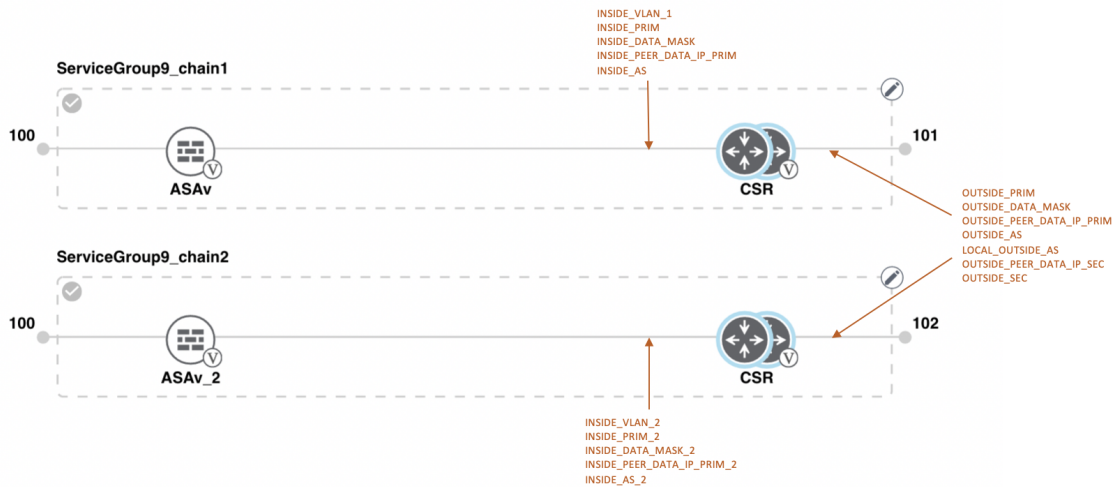 INSIDE_VLAN_1
INSIDE_PRIM
INSIDE_DATA_MASK
INSIDE_PEER_DATA_IP_PRIM
INSIDE_AS
ServiceGroup9_chain1
100
101
V
V
ASAv
CSR
OUTSIDE_PRIM
OUTSIDE_DATA_MASK
OUTSIDE_PEER_DATA_IP_PRIM
OUTSIDE_AS
LOCAL_OUTSIDE_AS
OUTSIDE_PEER_DATA_IP_SEC
OUTSIDE_SEC
ServiceGroup9_chain2
100
102
V
V
ASAv_2
CSR
INSIDE_VLAN_2
INSIDE_PRIM_2
INSIDE_DATA_MASK_2
INSIDE_PEER_DATA_IP_PRIM_2
INSIDE_AS_2